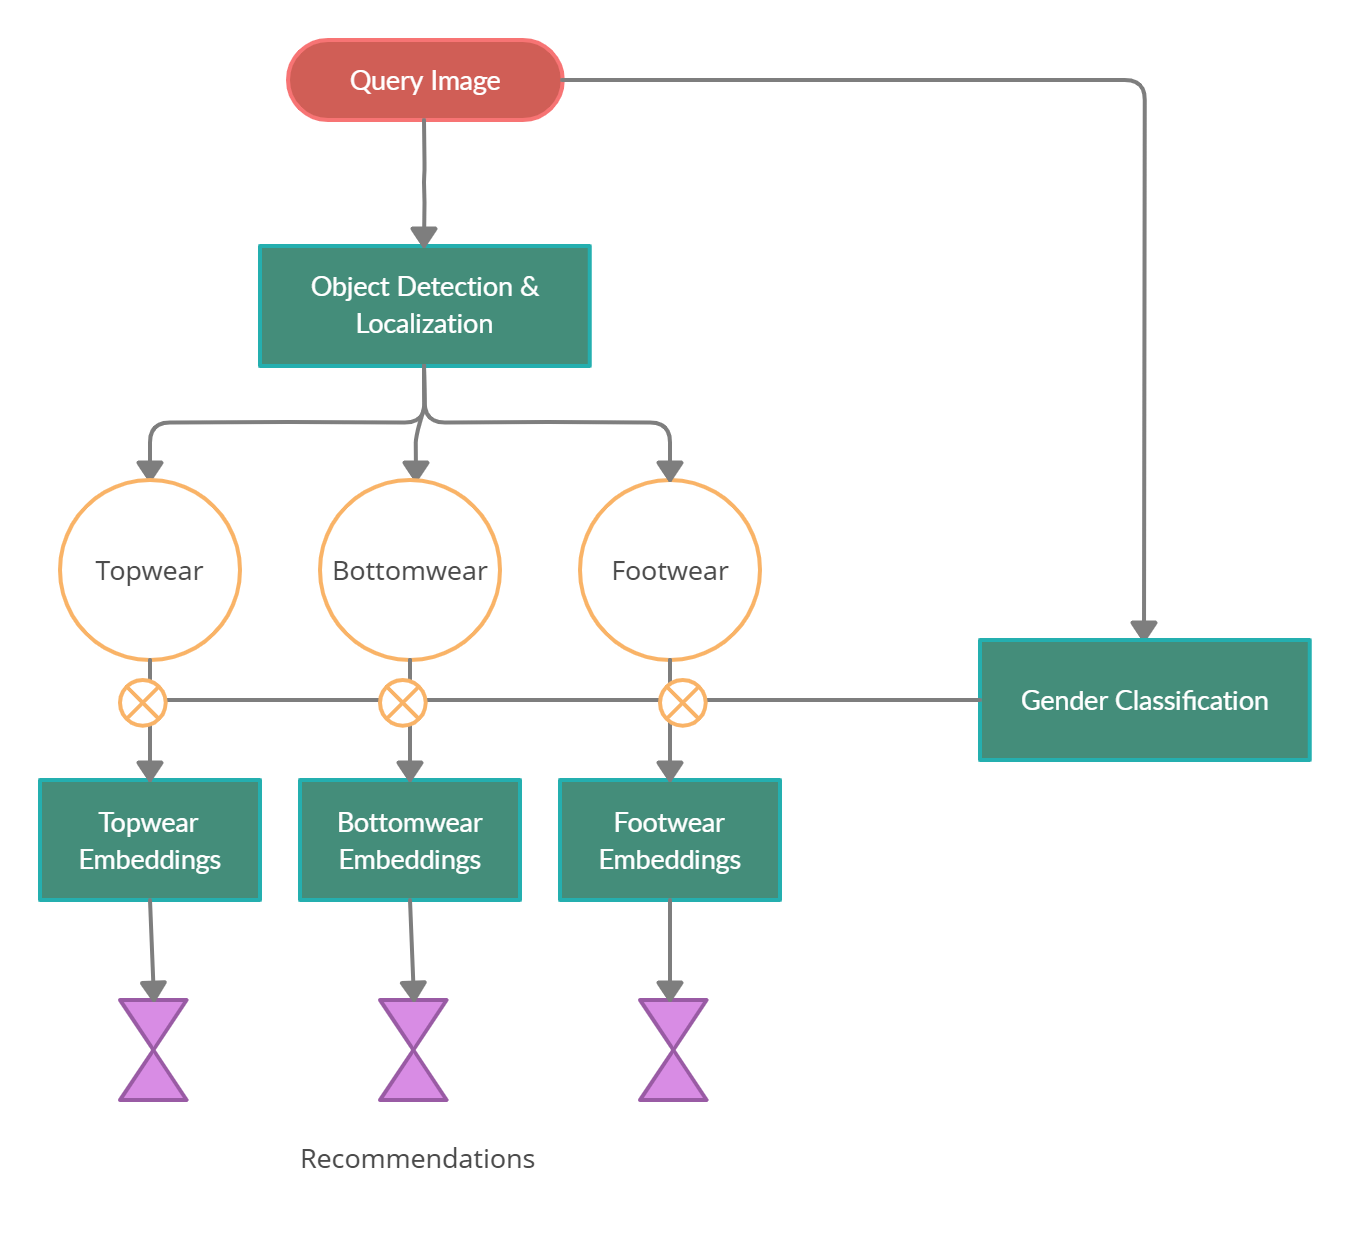 Query Image
Object Detection &
Localization
Topwear
Bottomwear
Footwear
Gender Classification
Topwear
Embeddings
Bottomwear
Embeddings
Footwear
Embeddings
Recommendations